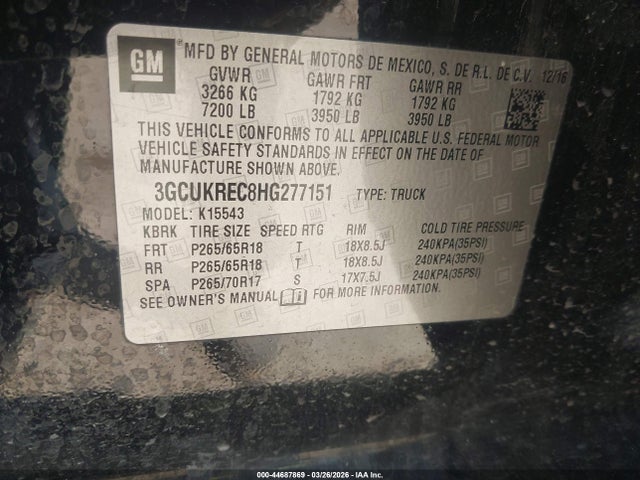 GM
MFD BY GENERAL MOTORS DE MEXICO, S. DE R.L. DE C.V. 12/16
GVWR GAWR FRT GAWR RR
3266 KG 1792 KG 1792 KG
7200 LB 3950 LB 3950 LB
THIS VEHICLE CONFORMS TO ALL APPLICABLE U.S. FEDERAL MOTOR
VEHICLE SAFETY STANDARDS IN EFFECT ON THE DATE OF
MANUFACTURE SHOWN ABOVE.
3GCUKREC8HG277151 TYPE: TRUCK
MODEL: K15543
KBRK TIRE SIZE SPEED RTG RIM COLD TIRE PRESSURE
FRT P265/65R18 T 18X8.5J 240KPA(35PSI)
RR P265/65R18 T 18X8.5J 240KPA(35PSI)
SPA P265/70R17 S 17X7.5J 240KPA(35PSI)
SEE OWNER'S MANUAL FOR MORE INFORMATION.
000-44687869 | 03/26/2026 | IAA Inc.